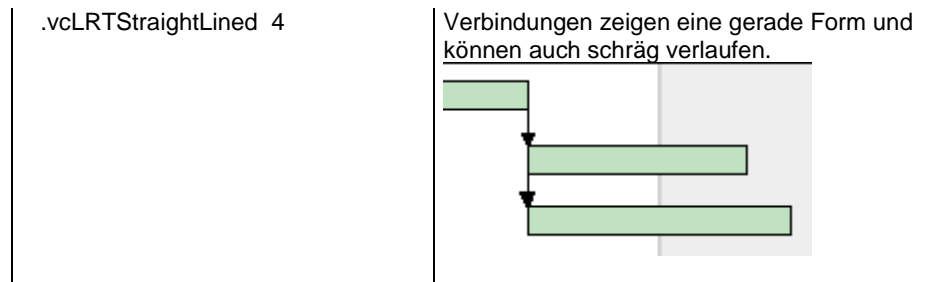 .vcLRTStraightLined 4
Verbindungen zeigen eine gerade Form und
können auch schräg verlaufen.